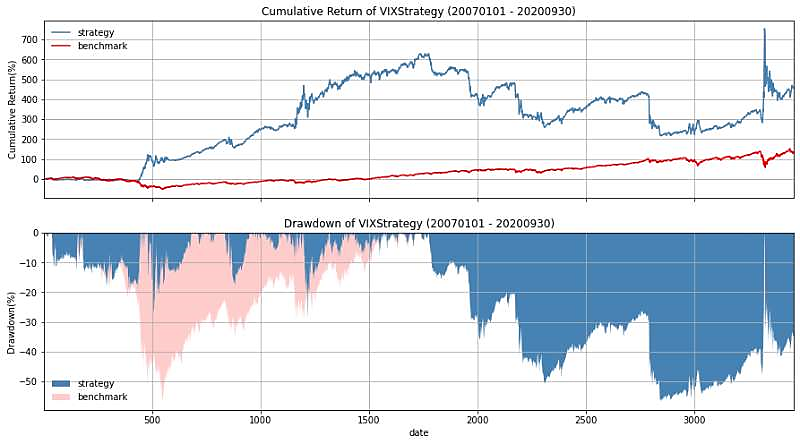 Cumulative Return of VIXStrategy (20070101 - 20200930)
strategy
benchmark
Cumulative Return(%)
700
600
500
400
300
200
100
0
Drawdown of VIXStrategy (20070101 - 20200930)
Drawdown(%)
0
−10
−20
−30
−40
−50
strategy
benchmark
500
1000
1500
2000
2500
3000
date